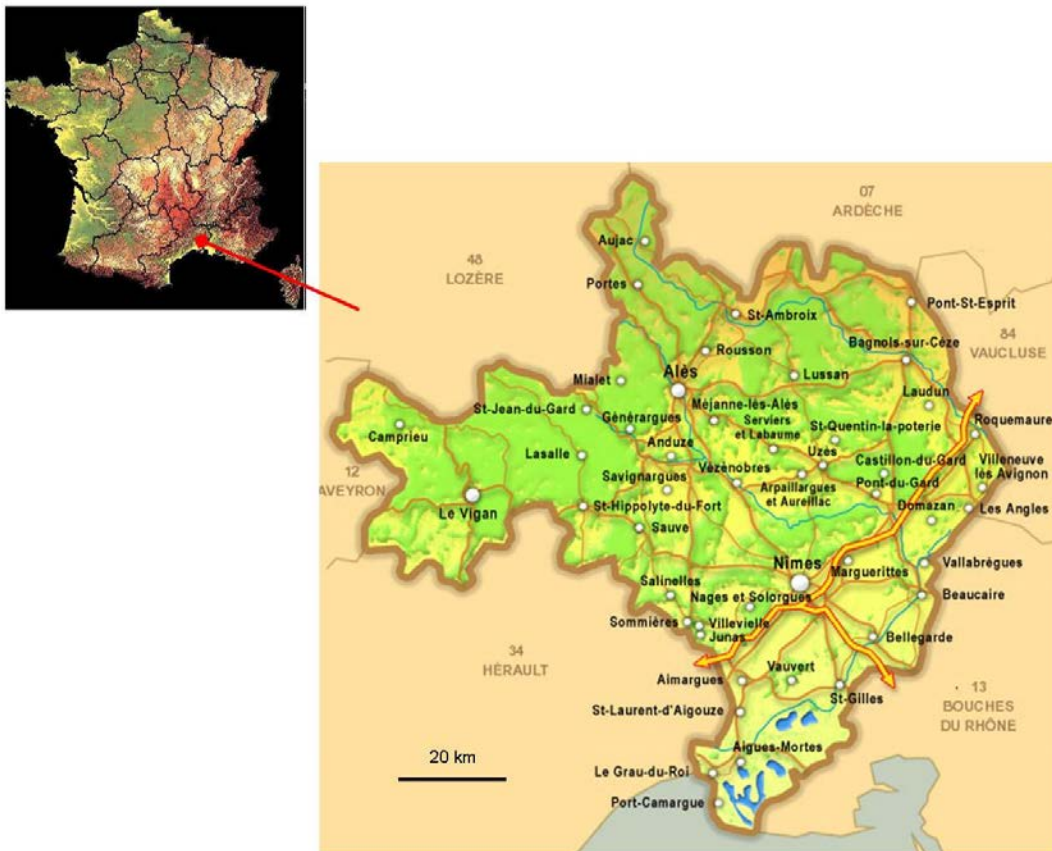 07
ARDÈCHE
Aujac
48
LOZÈRE
Portes
Pont-St-Esprit
St-Ambroix
84
VAUCLUSE
Bagnols-sur-Cèze
Rousson
Lussan
Alès
Mialet
Laudun
St-Jean-du-Gard
Méjanne-lès-Alès
Générargues
Serviers
et Labaume
St-Quentin-la-poterie
Roquemaure
Camprieu
Anduze
Uzès
Lasalle
Castillon-du-Gard
Villeneuve
lès Avignon
12
AVEYRON
Savignargues
Vézénobres
Arpaillargues
et Aureillac
Pont-du-Gard
Le Vigan
St-Hippolyte-du-Fort
Domazan
Les Angles
Sauve
Nîmes
Marguerittes
Vallabrègues
Salinelles
Nages et Solorgues
Beaucaire
Sommières
Villevielle
Junas
Bellegarde
34
HÉRAULT
Vauvert
Aimargues
St-Gilles
13
BOUCHES
DU RHÔNE
St-Laurent-d'Aigouze
Aigues-Mortes
20 km
Le Grau-du-Roi
Port-Camargue